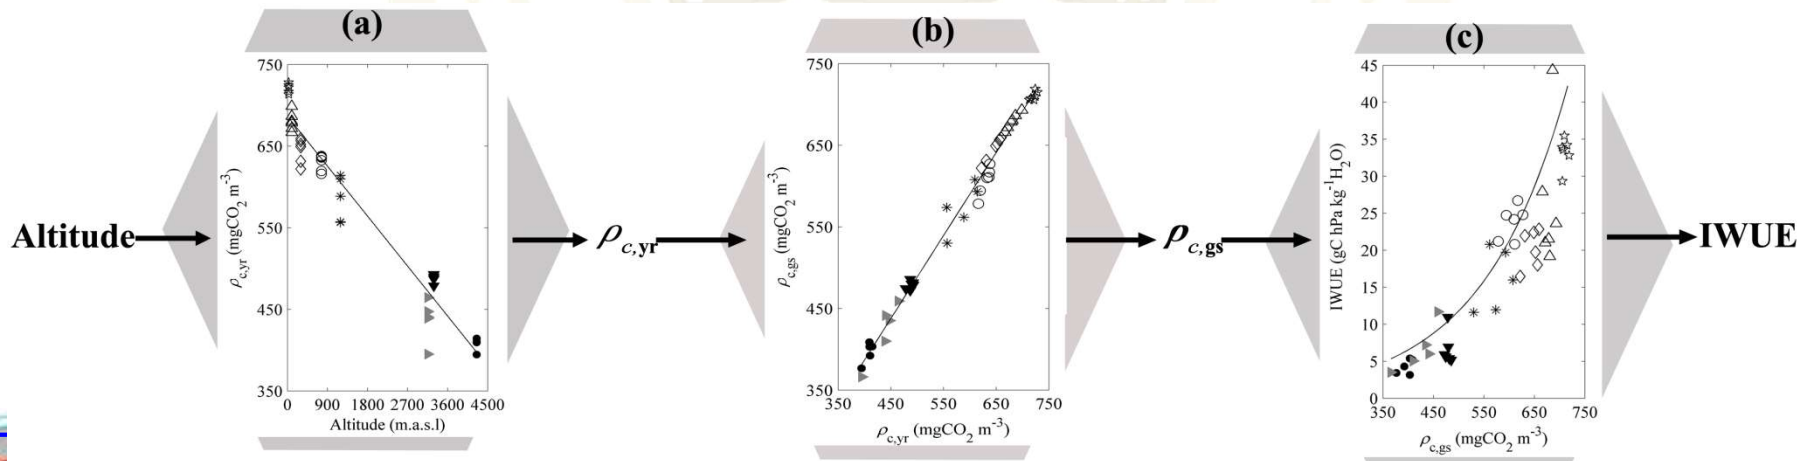 (a)
(b)
(c)
750
650
550
450
350
ρc,yr (mgCO2 m-3)
0 900 1800 2700 3600 4500
Altitude (m.a.s.l)
750
650
550
450
350
ρc,gs (mgCO2 m-3)
350 450 550 650 750
ρc,yr (mgCO2 m-3)
45
40
35
30
25
20
15
10
5
0
IWUE (gC hPa kg-1H2O)
350 450 550 650 750
ρc,gs (mgCO2 m-3)
Altitude
ρc,yr
ρc,gs
IWUE